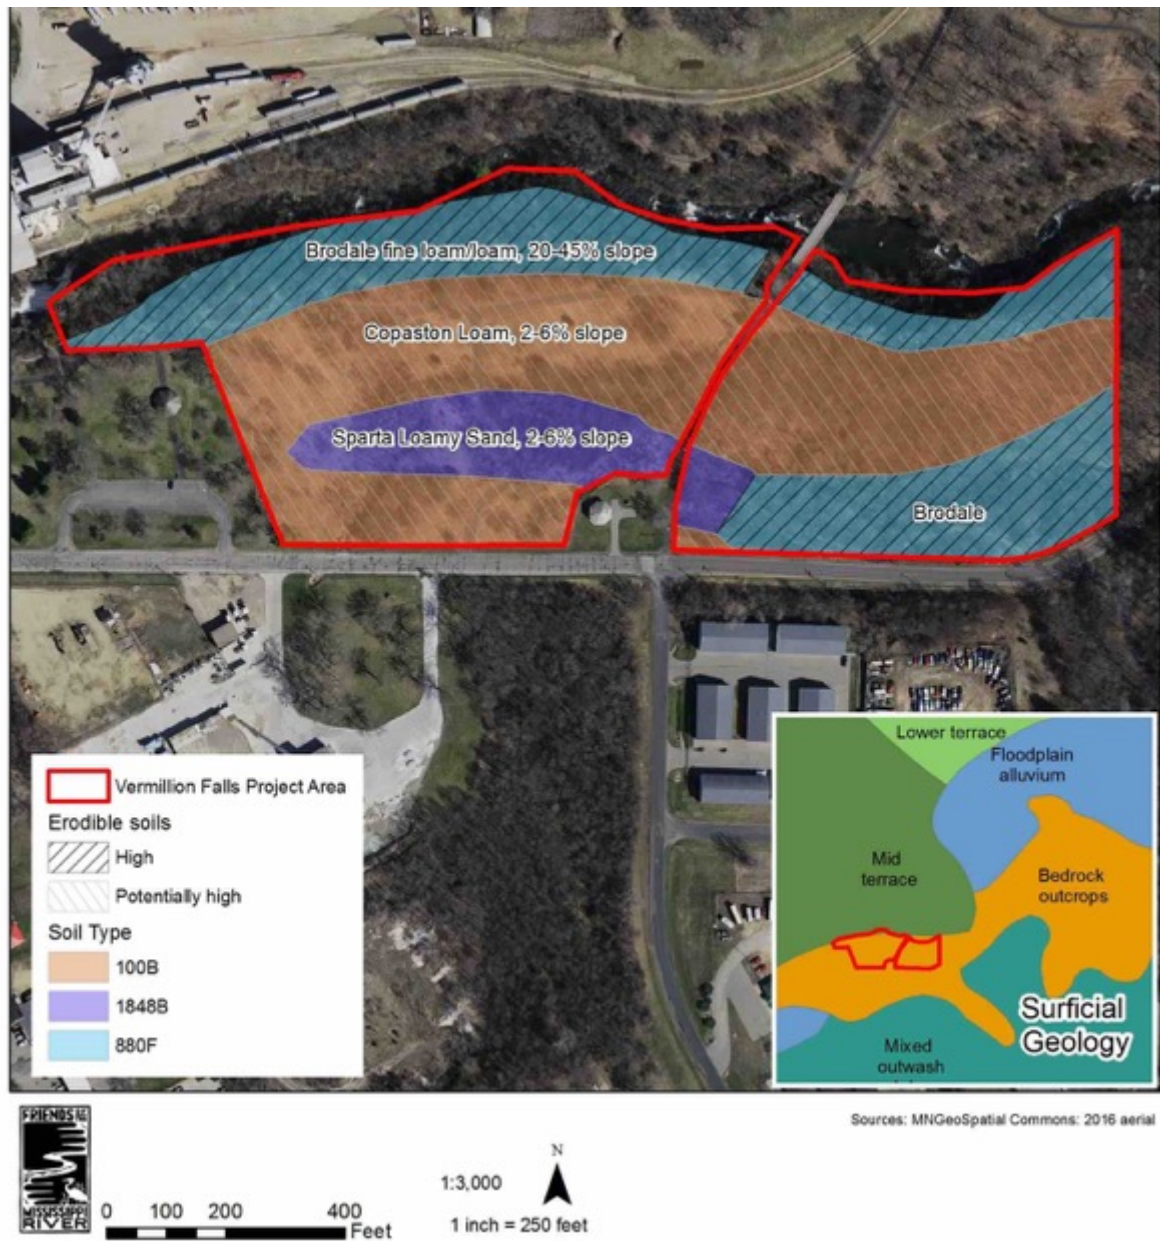 Brodale fine loam/loam, 20-45% slope
Copaston Loam, 2-6% slope
Sparta Loamy Sand, 2-6% slope
Brodale
Vermillion Falls Project Area
Erodible soils
High
Potentially high
Soil Type
100B
1848B
880F
Lower terrace
Floodplain
alluvium
Mid
terrace
Bedrock
outcrops
Surficial
Geology
Mixed
outwash
Sources: MNGeoSpatial Commons: 2016 aerial
FRIENDS OF THE
MISSISSIPPI
RIVER
0 100 200 400
Feet
1:3,000
N
1 inch = 250 feet